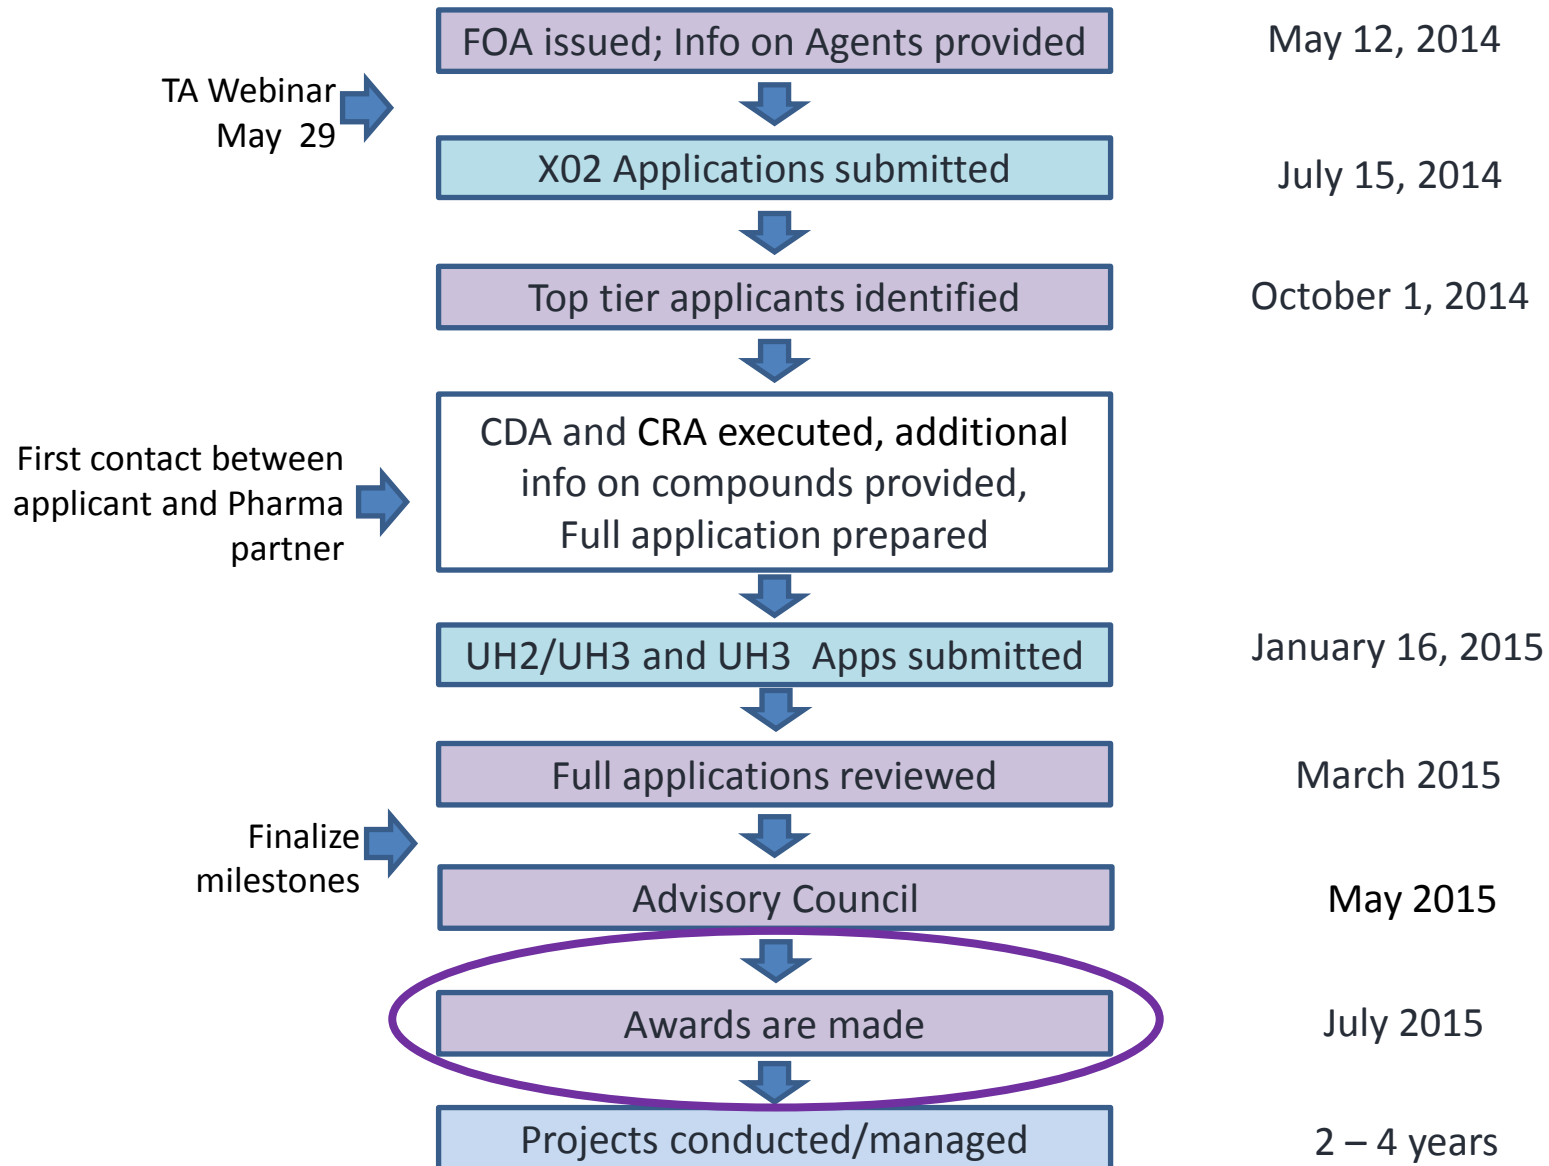 FOA issued; Info on Agents provided
May 12, 2014
TA Webinar
May 29
X02 Applications submitted
July 15, 2014
Top tier applicants identified
October 1, 2014
First contact between
applicant and Pharma
partner
CDA and CRA executed, additional
info on compounds provided,
Full application prepared
UH2/UH3 and UH3 Apps submitted
January 16, 2015
Full applications reviewed
March 2015
Finalize
milestones
Advisory Council
May 2015
Awards are made
July 2015
Projects conducted/managed
2 – 4 years